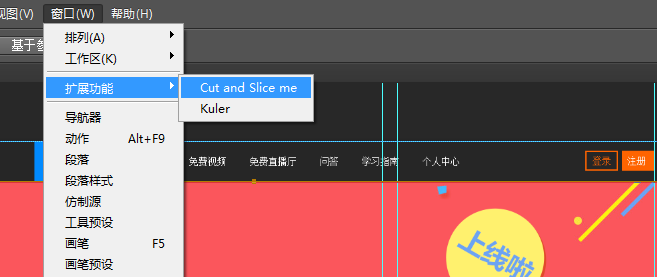 视图(V) 窗口(W) 帮助(H)
排列(A)
基于参
工作区(K)
扩展功能
Cut and Slice me
Kuler
导航器
动作 Alt+F9
段落
段落样式
仿制源
工具预设
画笔 F5
画笔预设
免费视频 免费直播厅 问答 学习指南 个人中心 登录 注册
上线啦